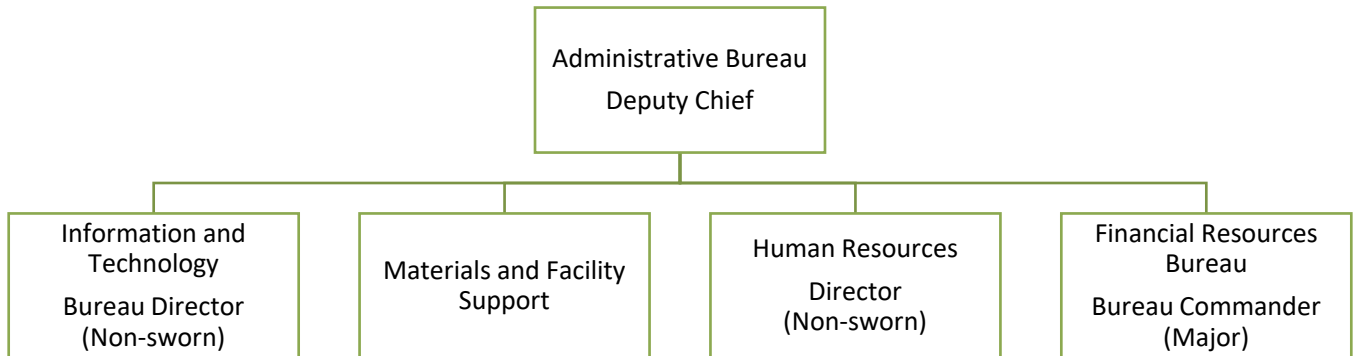 Administrative Bureau
Deputy Chief
Information and
Technology
Bureau Director
(Non-sworn)
Materials and Facility
Support
Human Resources
Director
(Non-sworn)
Financial Resources
Bureau
Bureau Commander
(Major)